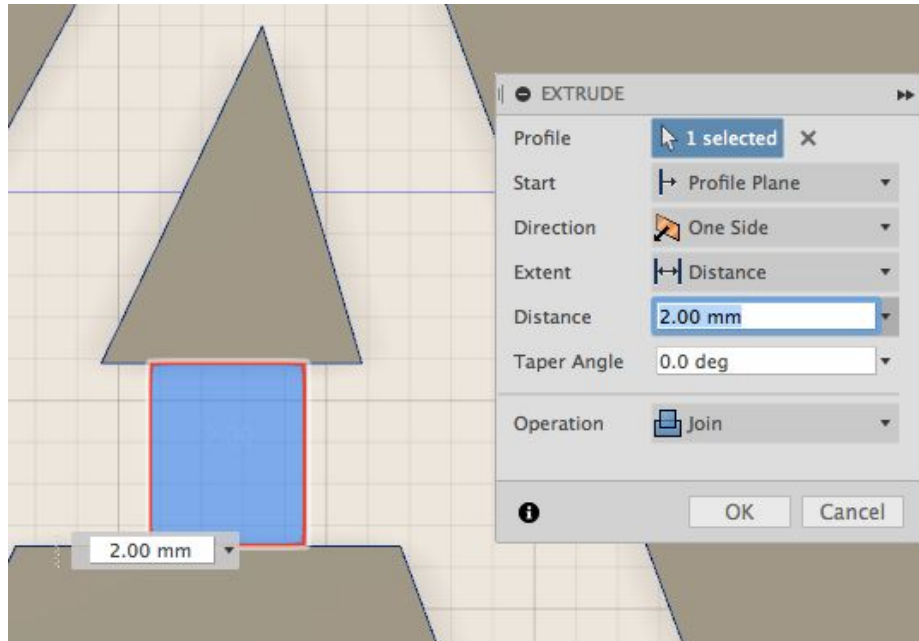 EXTRUDE
Profile 1 selected
Start Profile Plane
Direction One Side
Extent Distance
Distance 2.00 mm
Taper Angle 0.0 deg
Operation Join
OK Cancel
2.00 mm